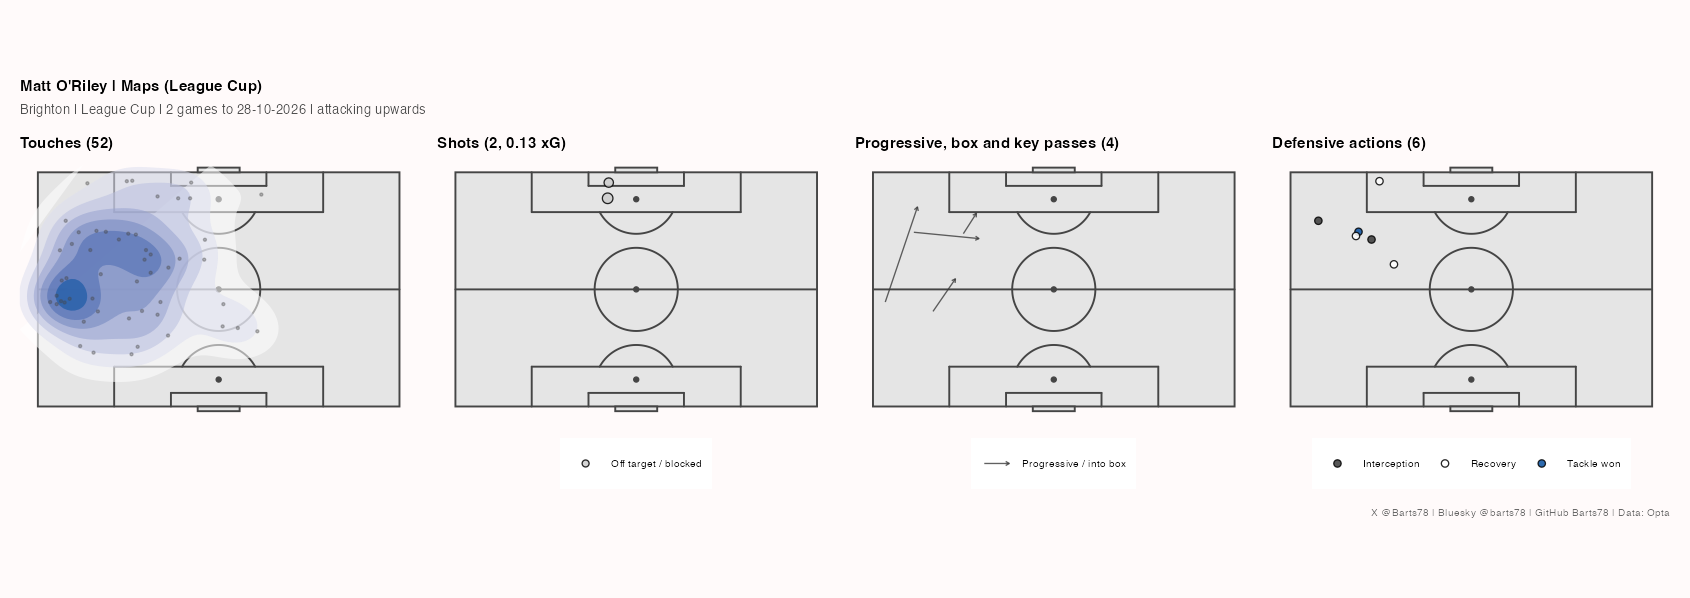 Matt O'Riley | Maps (League Cup)
Brighton | League Cup | 2 games to 28-10-2026 | attacking upwards
Touches (52)
Shots (2, 0.13 xG)
Progressive, box and key passes (4)
Defensive actions (6)
Off target / blocked
Progressive / into box
Interception
Recovery
Tackle won
X @Barts78 | Bluesky @barts78 | GitHub Barts78 | Data: Opta